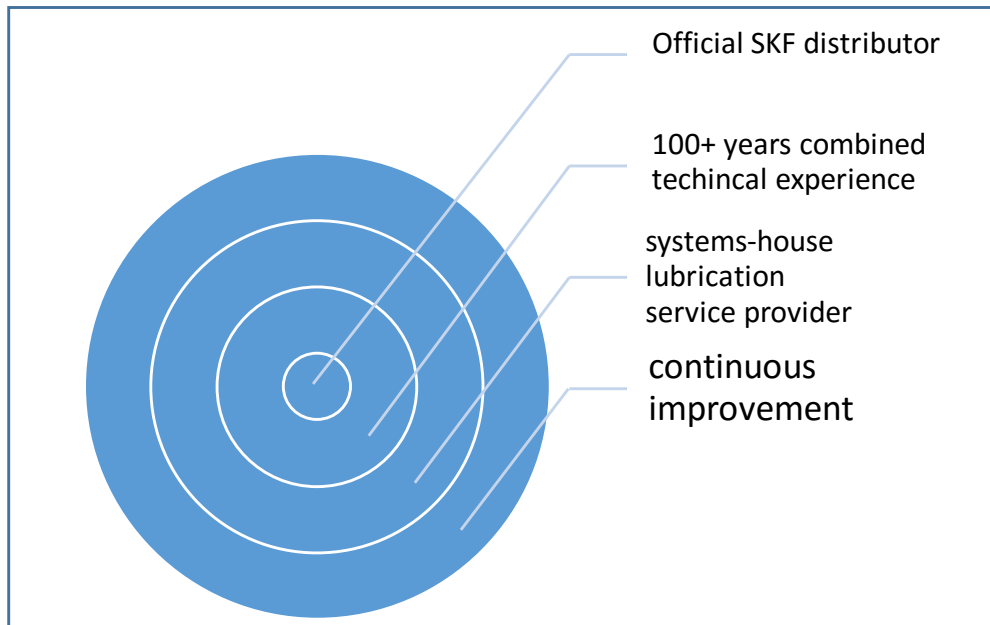 Official SKF distributor
100+ years combined
techincal experience
systems-house
lubrication
service provider
continuous
improvement